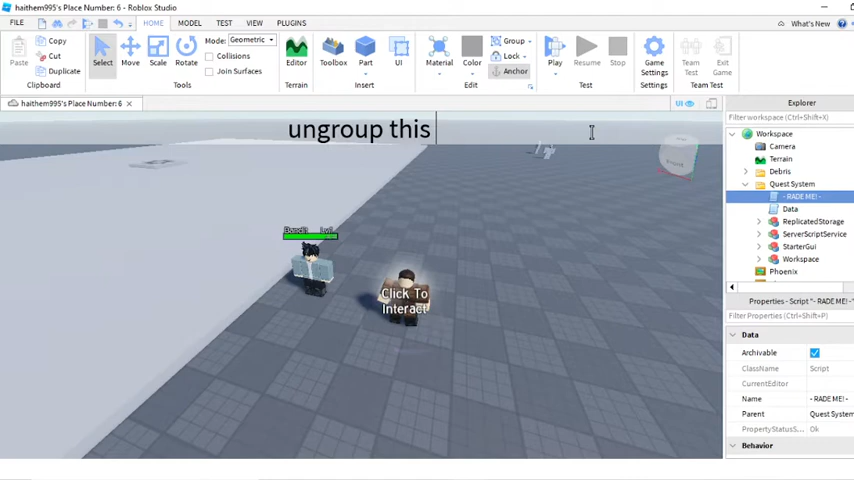 haithem995's Place Number: 6 - Roblox Studio
FILE HOME MODEL TEST VIEW PLUGINS What's New
Paste Copy Cut Duplicate Clipboard
Select Move Scale Rotate Mode: Geometric Collisions Join Surfaces Tools
Editor Terrain
Toolbox Part UI Insert
Material Color Group Lock Anchor Edit
Play Resume Stop Test
Game Settings Settings
Team Test Exit Game Team Test
haithem995's Place Number: 6 UI
ungroup this
Bandit
Click To
Interact
Front
Explorer
Filter workspace (Ctrl+Shift+X)
Workspace
Camera
Terrain
Debris
Quest System
- RADE ME! -
Data
ReplicatedStorage
ServerScriptService
StarterGui
Workspace
Phoenix
Properties - Script "- RADE ME! -"
Filter Properties (Ctrl+Shift+P)
Data
Archivable
ClassName Script
CurrentEditor
Name - RADE ME! -
Parent Quest System
PropertyStatusS... Ok
Behavior